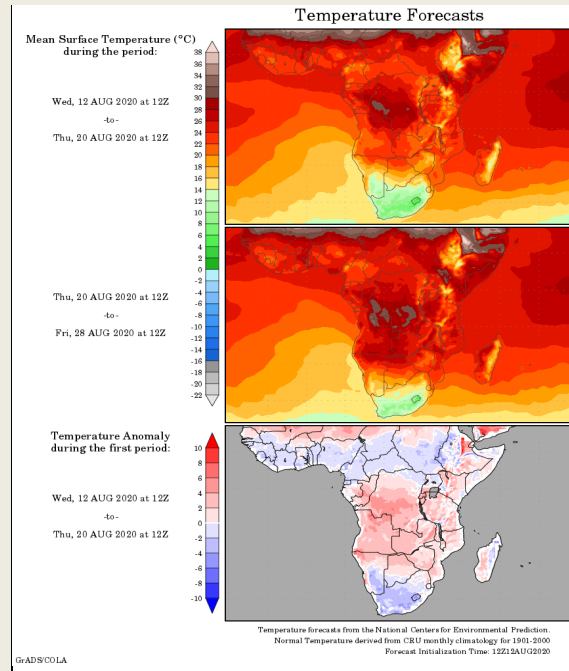 Temperature Forecasts
Mean Surface Temperature (°C)
during the period:
38
36
34
32
30
28
26
24
22
20
18
16
14
12
10
8
6
4
2
0
-2
-4
-6
-8
-10
-12
-14
-16
-18
-20
-22
Wed, 12 AUG 2020 at 12Z
-to-
Thu, 20 AUG 2020 at 12Z
Thu, 20 AUG 2020 at 12Z
-to-
Fri, 28 AUG 2020 at 12Z
Temperature Anomaly
during the first period:
10
8
6
4
2
0
-2
-4
-6
-8
-10
Wed, 12 AUG 2020 at 12Z
-to-
Thu, 20 AUG 2020 at 12Z
Temperature forecasts from the National Centers for Environmental Prediction.
Normal Temperature derived from CRU monthly climatology for 1901-2000
Forecast Initialization Time: 12Z12AUG2020
GrADS/COLA